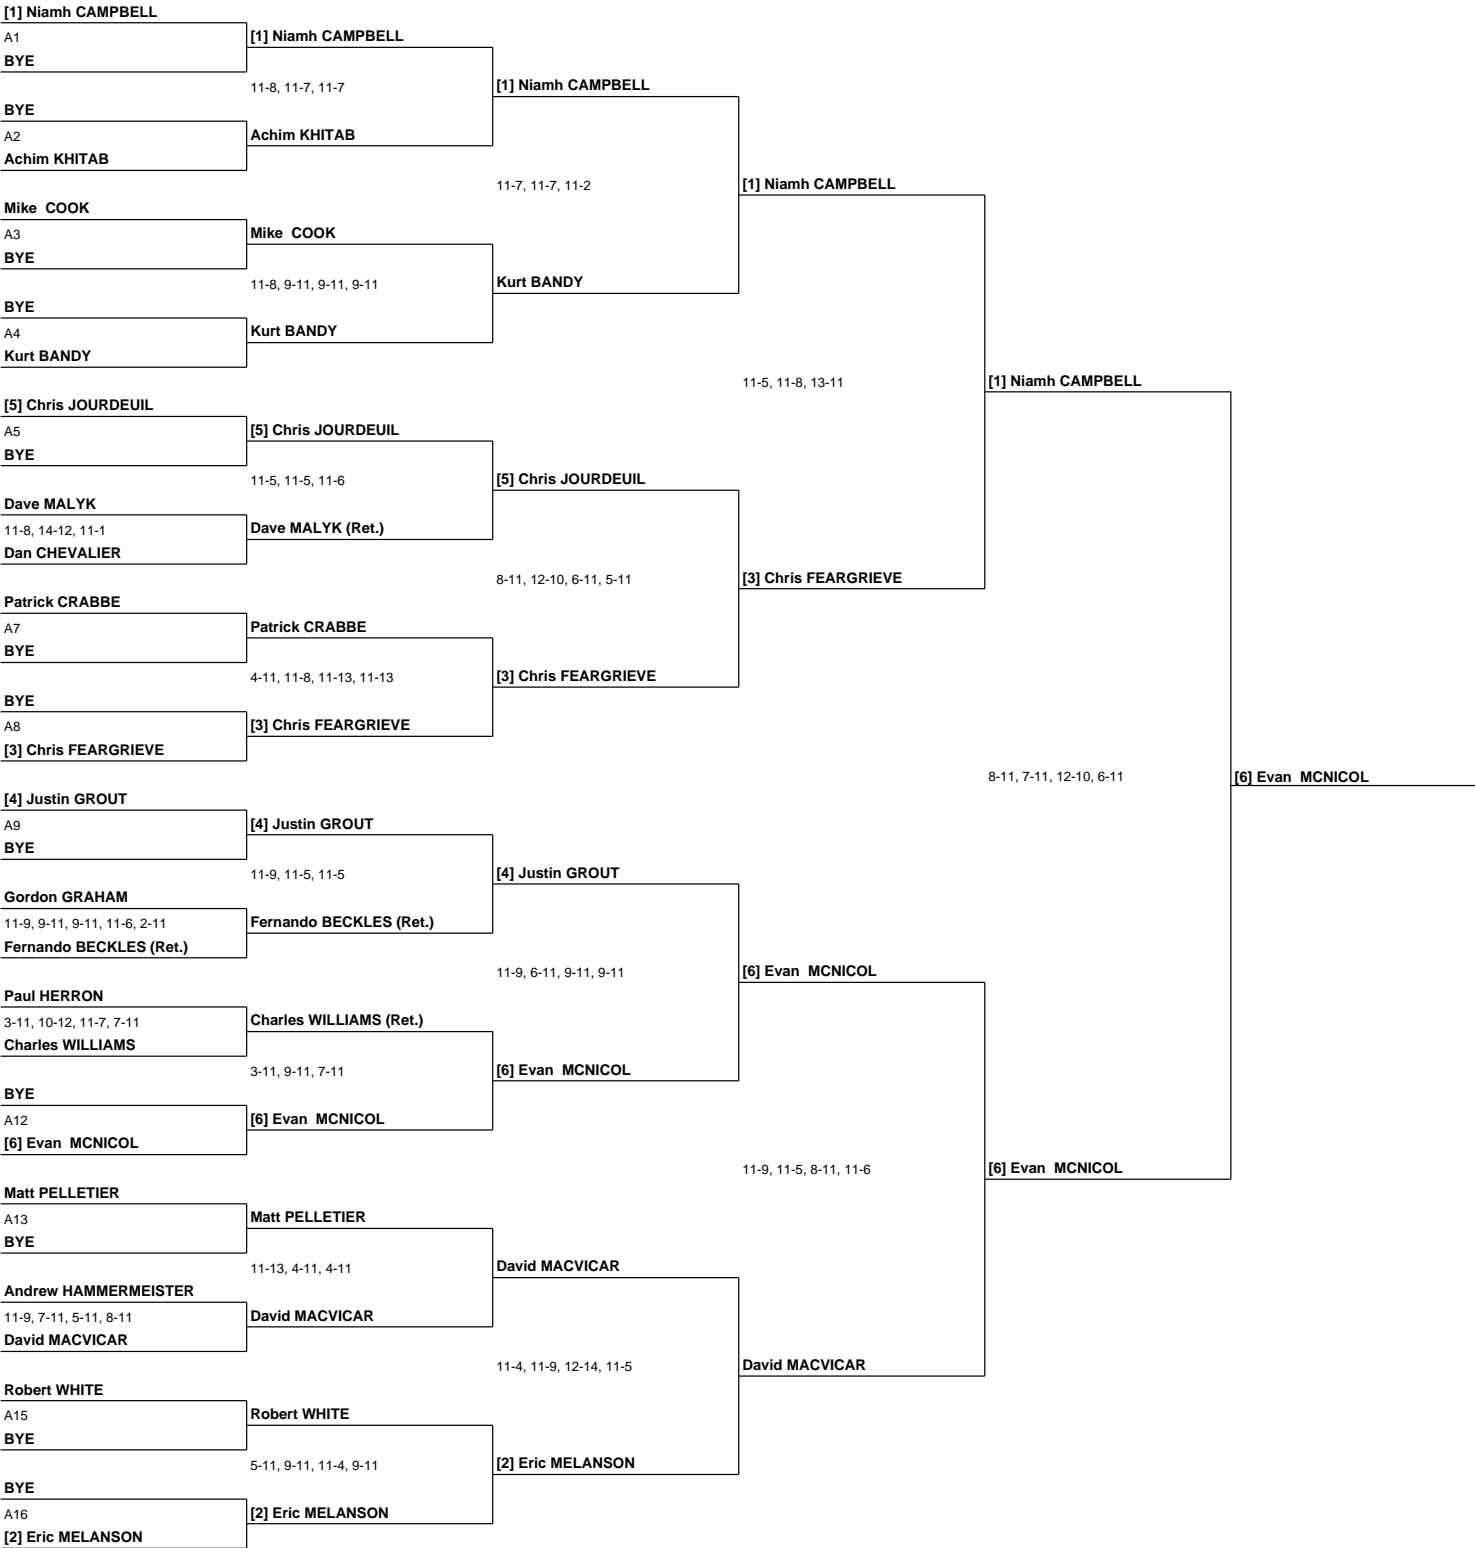 [1] Niamh CAMPBELL
A1
BYE
BYE
A2
Achim KHITAB
Mike  COOK
A3
BYE
BYE
A4
Kurt BANDY
[5] Chris JOURDEUIL
A5
BYE
Dave MALYK
11-8, 14-12, 11-1
Dan CHEVALIER
Patrick CRABBE
A7
BYE
BYE
A8
[3] Chris FEARGRIEVE
[4] Justin GROUT
A9
BYE
Gordon GRAHAM
11-9, 9-11, 9-11, 11-6, 2-11
Fernando BECKLES (Ret.)
Paul HERRON
3-11, 10-12, 11-7, 7-11
Charles WILLIAMS
BYE
A12
[6] Evan  MCNICOL
Matt PELLETIER
A13
BYE
Andrew HAMMERMEISTER
11-9, 7-11, 5-11, 8-11
David MACVICAR
Robert WHITE
A15
BYE
BYE
A16
[2] Eric MELANSON
[1] Niamh CAMPBELL
11-8, 11-7, 11-7
Achim KHITAB
Mike  COOK
11-8, 9-11, 9-11, 9-11
Kurt BANDY
[5] Chris JOURDEUIL
11-5, 11-5, 11-6
Dave MALYK (Ret.)
Patrick CRABBE
4-11, 11-8, 11-13, 11-13
[3] Chris FEARGRIEVE
[4] Justin GROUT
11-9, 11-5, 11-5
Fernando BECKLES (Ret.)
Charles WILLIAMS (Ret.)
3-11, 9-11, 7-11
[6] Evan  MCNICOL
Matt PELLETIER
11-13, 4-11, 4-11
David MACVICAR
Robert WHITE
5-11, 9-11, 11-4, 9-11
[2] Eric MELANSON
[1] Niamh CAMPBELL
11-7, 11-7, 11-2
Kurt BANDY
[5] Chris JOURDEUIL
8-11, 12-10, 6-11, 5-11
[3] Chris FEARGRIEVE
[4] Justin GROUT
11-9, 6-11, 9-11, 9-11
[6] Evan  MCNICOL
David MACVICAR
11-4, 11-9, 12-14, 11-5
[2] Eric MELANSON
[1] Niamh CAMPBELL
11-5, 11-8, 13-11
[3] Chris FEARGRIEVE
[6] Evan  MCNICOL
11-9, 11-5, 8-11, 11-6
David MACVICAR
[1] Niamh CAMPBELL
8-11, 7-11, 12-10, 6-11
[6] Evan  MCNICOL
[6] Evan  MCNICOL